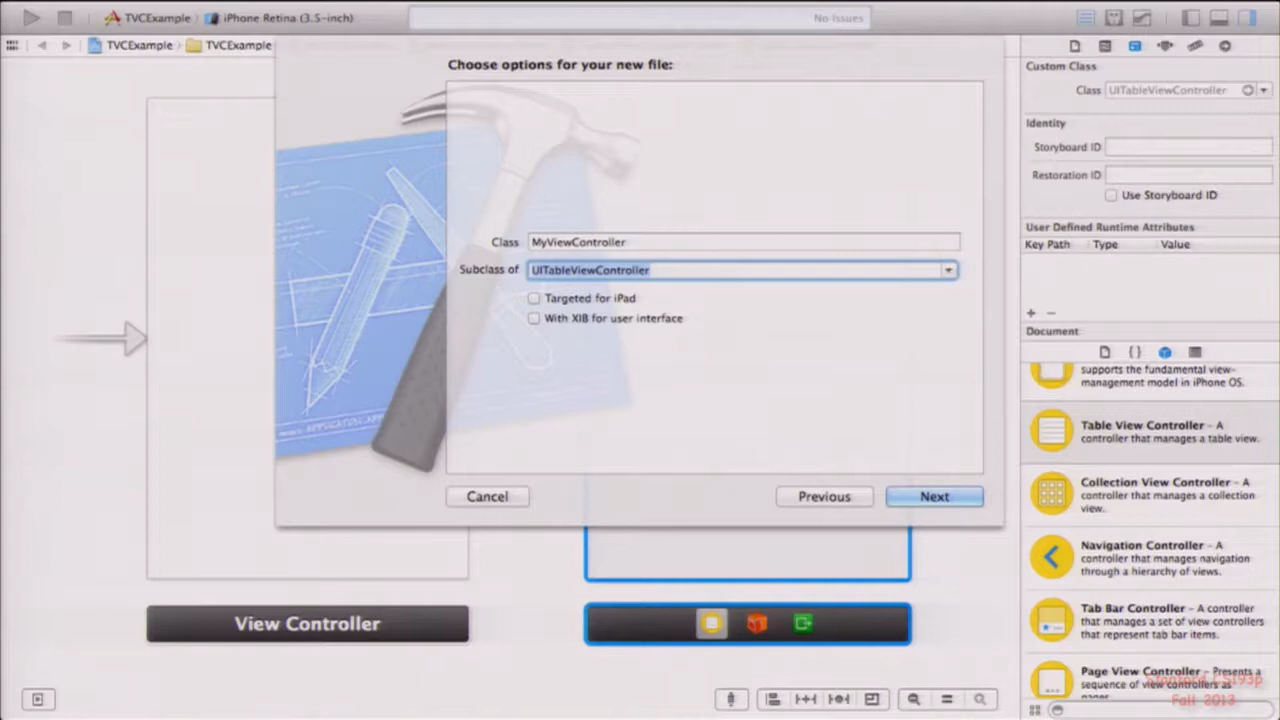 TVCExample
iPhone Retina (3.5-inch)
No Issues
TVCExample
TVCExample
Choose options for your new file:
Class
MyViewController
Subclass of
UITableViewController
Targeted for iPad
With XIB for user interface
Cancel
Previous
Next
View Controller
Custom Class
Class
UITableViewController
Identity
Storyboard ID
Restoration ID
Use Storyboard ID
User Defined Runtime Attributes
Key Path Type Value
Document
supports the fundamental view-
management model in iPhone OS.
Table View Controller – A
controller that manages a table view.
Collection View Controller – A
controller that manages a collection
view.
Navigation Controller – A
controller that manages navigation
through a hierarchy of views.
Tab Bar Controller – A controller
that manages a set of view controllers
that represent tab bar items.
Page View Controller – Presents a
sequence of view controllers as
pages.
Stanford CS193p
Fall 2013